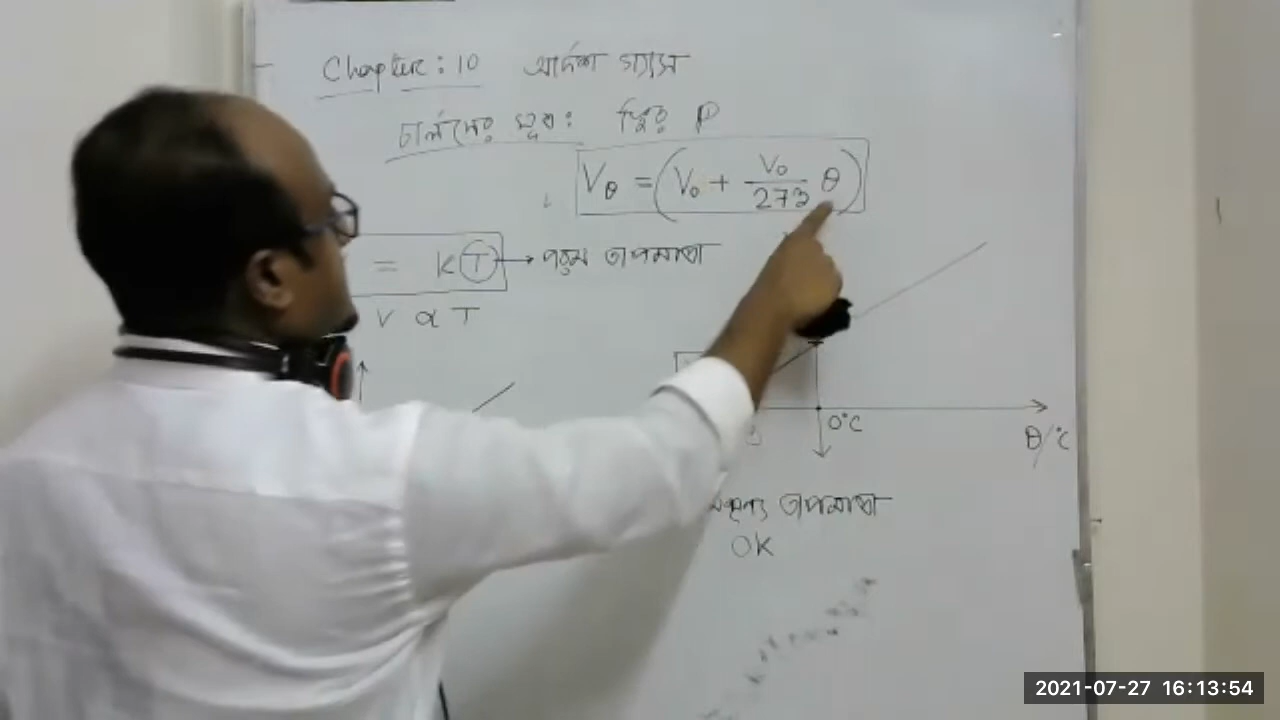 Chapter: 10 আদর্শ গ্যাস
চার্লসের সূত্র: স্থির P
V_θ = (V₀ + V₀/273 θ)
= KT → পরম তাপমাত্রা
V α T
0°C
θ/°C
তাপমাত্রা
0K
2021-07-27 16:13:54